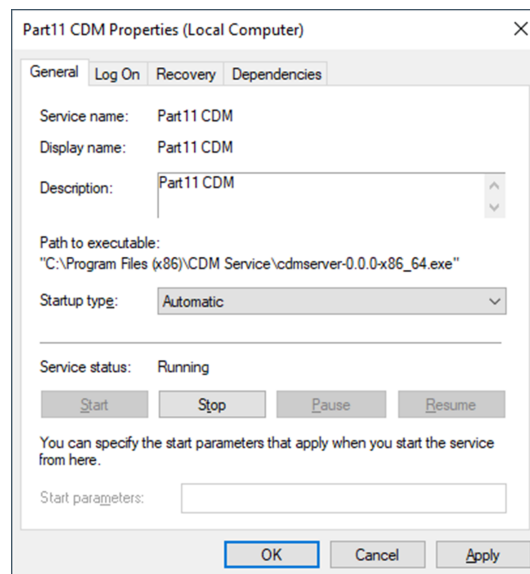 Part11 CDM Properties (Local Computer)
General Log On Recovery Dependencies
Service name: Part11 CDM
Display name: Part11 CDM
Description: Part11 CDM
Path to executable:
"C:\Program Files (x86)\CDM Service\cdmserver-0.0.0-x86_64.exe"
Startup type: Automatic
Service status: Running
Start Stop Pause Resume
You can specify the start parameters that apply when you start the service
from here.
Start parameters:
OK Cancel Apply